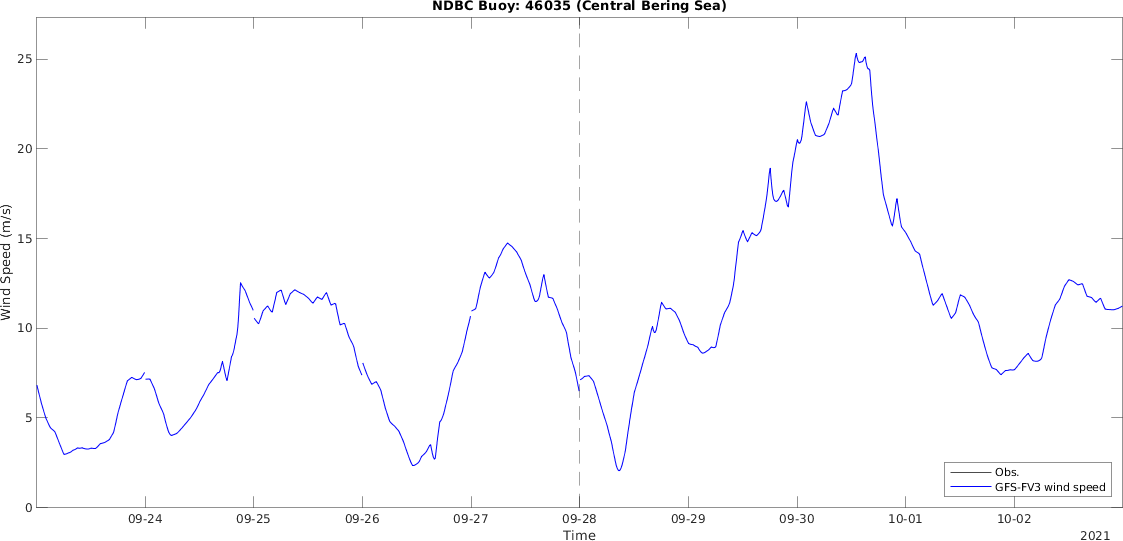 NDBC Buoy: 46035 (Central Bering Sea)
25
20
15
10
5
0
Wind Speed (m/s)
09-24 09-25 09-26 09-27 09-28 09-29 09-30 10-01 10-02
Time
2021
Obs.
GFS-FV3 wind speed